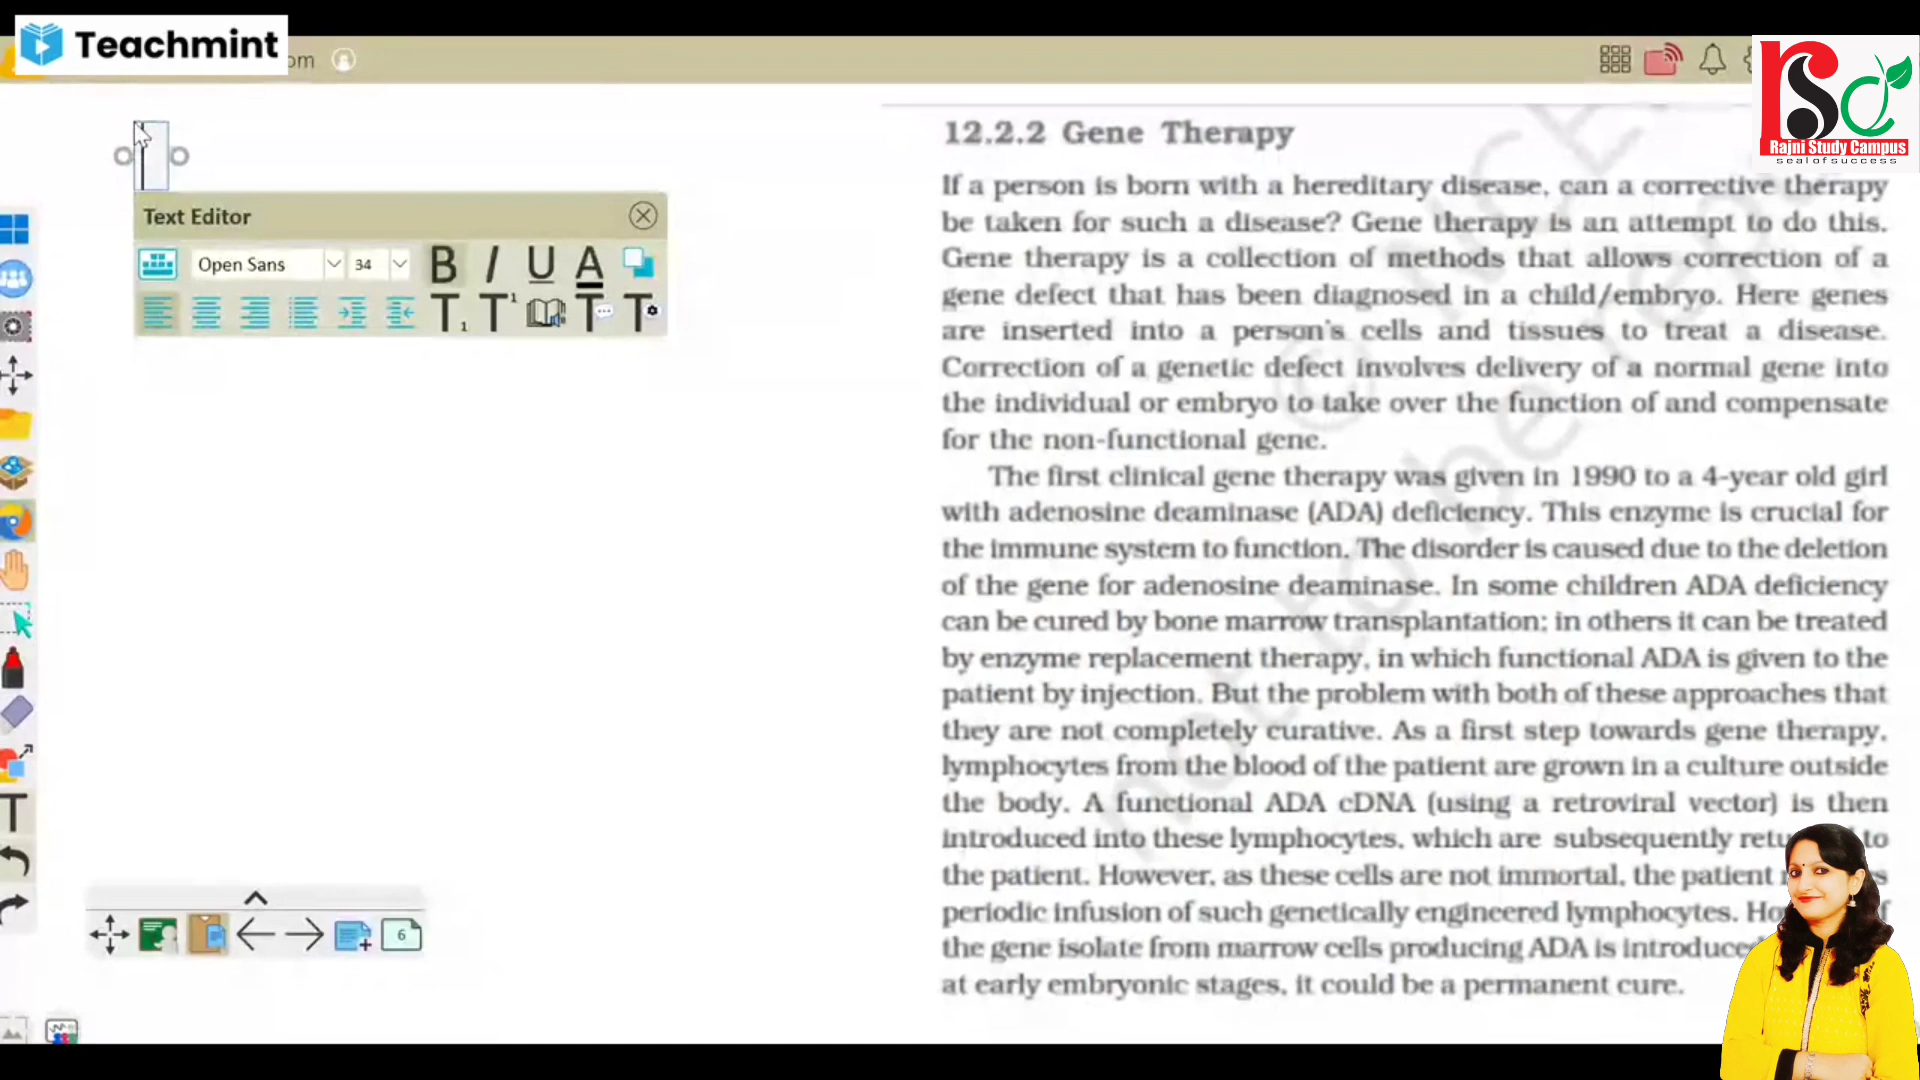 Teachmint
om
Rajni Study Campus
seal of success
12.2.2 Gene Therapy
If a person is born with a hereditary disease, can a corrective therapy
be taken for such a disease? Gene therapy is an attempt to do this.
Gene therapy is a collection of methods that allows correction of a
gene defect that has been diagnosed in a child/embryo. Here genes
are inserted into a person's cells and tissues to treat a disease.
Correction of a genetic defect involves delivery of a normal gene into
the individual or embryo to take over the function of and compensate
for the non-functional gene.
The first clinical gene therapy was given in 1990 to a 4-year old girl
with adenosine deaminase (ADA) deficiency. This enzyme is crucial for
the immune system to function. The disorder is caused due to the deletion
of the gene for adenosine deaminase. In some children ADA deficiency
can be cured by bone marrow transplantation; in others it can be treated
by enzyme replacement therapy, in which functional ADA is given to the
patient by injection. But the problem with both of these approaches that
they are not completely curative. As a first step towards gene therapy,
lymphocytes from the blood of the patient are grown in a culture outside
the body. A functional ADA cDNA (using a retroviral vector) is then
introduced into these lymphocytes, which are subsequently retu to
the patient. However, as these cells are not immortal, the patient
periodic infusion of such genetically engineered lymphocytes.
the gene isolate from marrow cells producing ADA is introduce
at early embryonic stages, it could be a permanent cure.
Text Editor
Open Sans 34 B I U A
T1 T1 T T
T
6